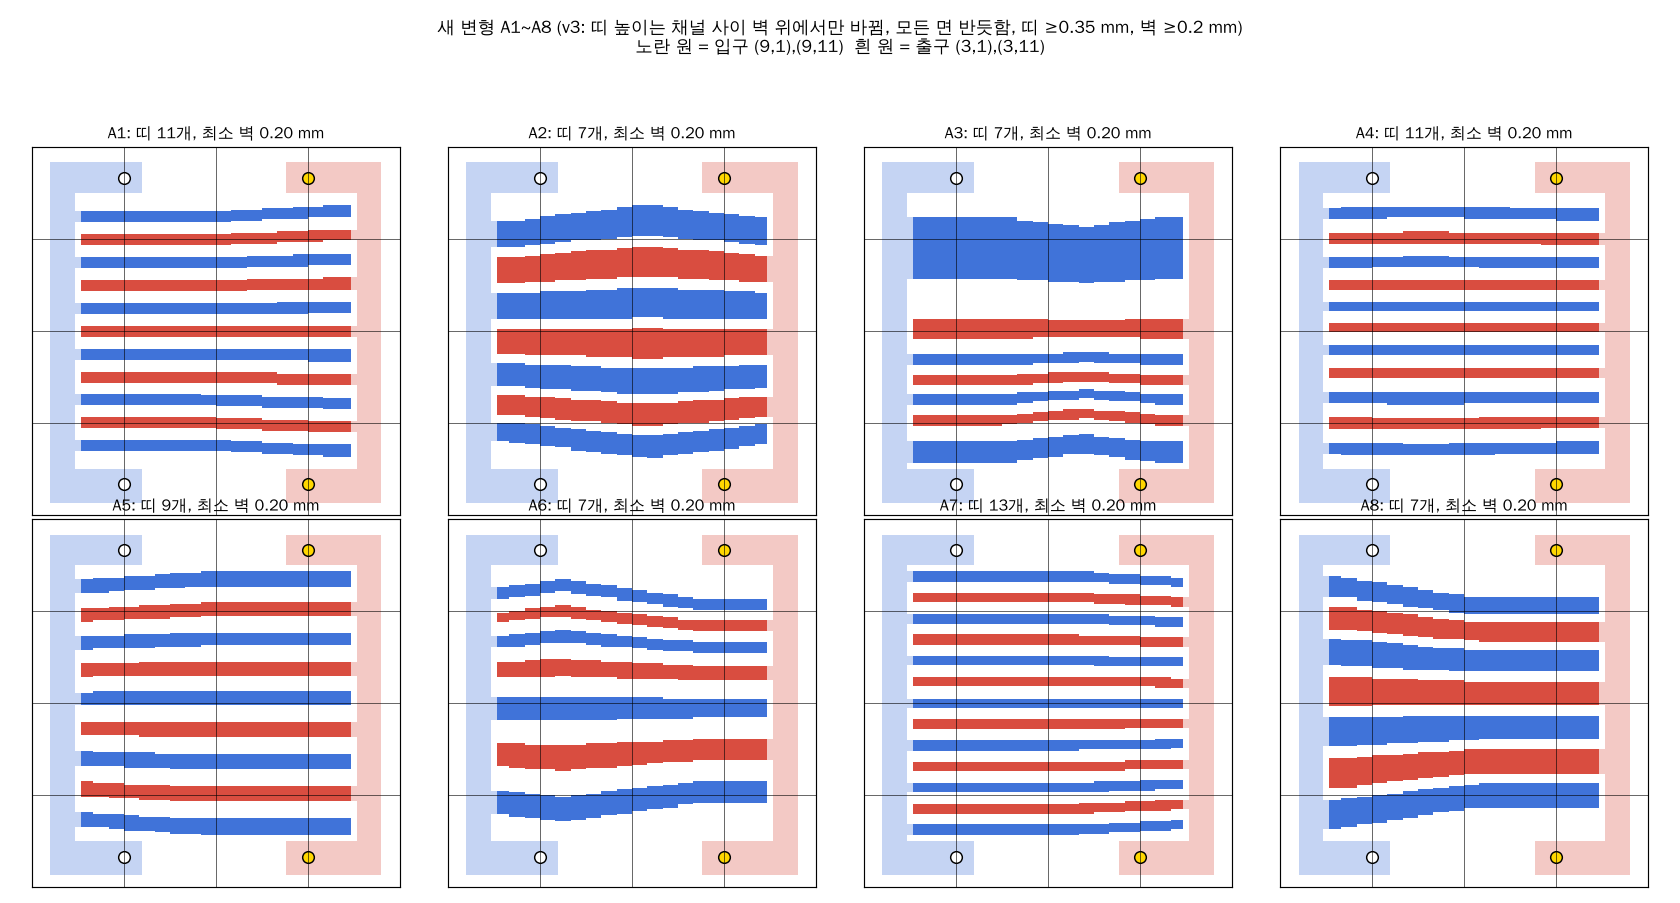 새 변형 A1~A8 (v3: 띠 높이는 채널 사이 벽 위에서만 바뀜, 모든 면 반듯함, 띠 ≥0.35 mm, 벽 ≥0.2 mm)
노란 원 = 입구 (9,1),(9,11)  흰 원 = 출구 (3,1),(3,11)
A1: 띠 11개, 최소 벽 0.20 mm
A2: 띠 7개, 최소 벽 0.20 mm
A3: 띠 7개, 최소 벽 0.20 mm
A4: 띠 11개, 최소 벽 0.20 mm
A5: 띠 9개, 최소 벽 0.20 mm
A6: 띠 7개, 최소 벽 0.20 mm
A7: 띠 13개, 최소 벽 0.20 mm
A8: 띠 7개, 최소 벽 0.20 mm